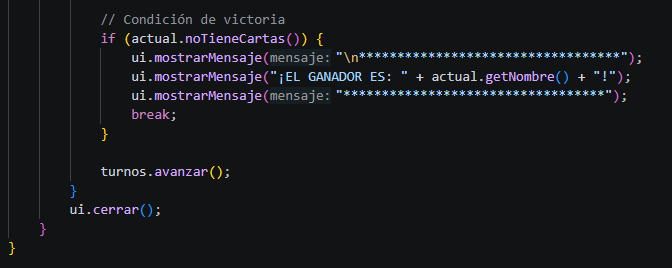 // Condición de victoria
if (actual.noTieneCartas()) {
ui.mostrarMensaje(mensaje: "\n**********************************");
ui.mostrarMensaje("¡EL GANADOR ES: " + actual.getNombre() + "!");
ui.mostrarMensaje(mensaje: "**********************************");
break;
}
turnos.avanzar();
}
ui.cerrar();
}
}